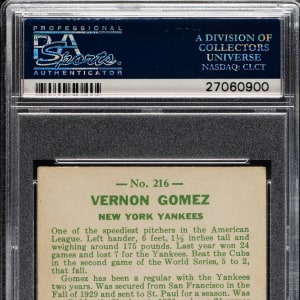 PROFESSIONAL
PSA
Sports
AUTHENTICATOR
A DIVISION OF
COLLECTORS
UNIVERSE
NASDAQ: CLCT
27060900
— No. 216 —
VERNON GOMEZ
NEW YORK YANKEES
One of the speediest pitchers in the American
League. Left hander, 6 feet, 1½ inches tall and
weighing around 175 pounds. Last year won 24
games and lost 7 for the Yankees. Beat the Cubs
in the second game of the World Series, 5 to 2,
that fall.
Gomez has been a regular with the Yankees
two years. Was secured from San Francisco in the
Fall of 1929 and sent to St. Paul for a season. Was